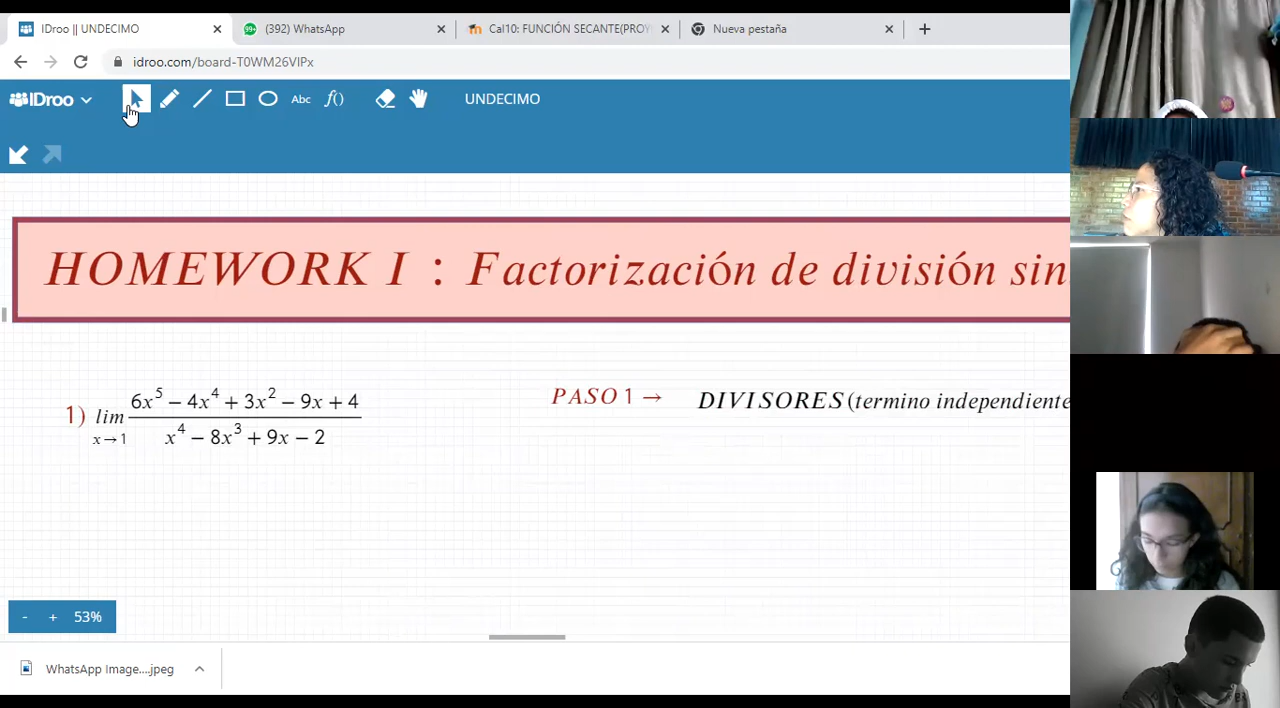 IDroo || UNDECIMO
99+ (392) WhatsApp
Cal10: FUNCIÓN SECANTE(PROY
Nueva pestaña
idroo.com/board-T0WM26VIPx
IDroo Abc f() UNDECIMO
HOMEWORK I : Factorización de división sin
1) lim x→1 (6x^5 − 4x^4 + 3x^2 − 9x + 4) / (x^4 − 8x^3 + 9x − 2)
PASO 1 → DIVISORES (termino independiente
- + 53%
WhatsApp Image....jpeg